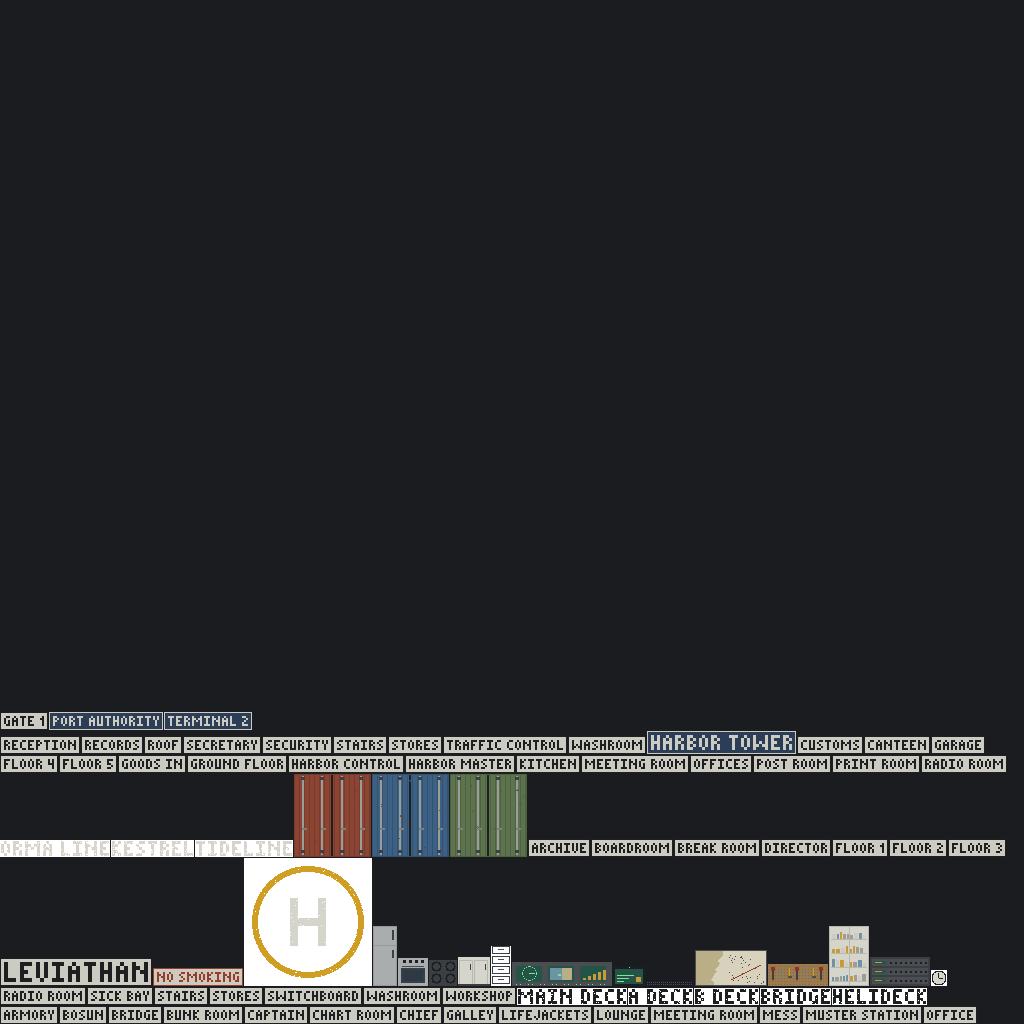 GATE 1 PORT AUTHORITY TERMINAL 2
RECEPTION RECORDS ROOF SECRETARY SECURITY STAIRS STORES TRAFFIC CONTROL WASHROOM HARBOR TOWER CUSTOMS CANTEEN GARAGE
FLOOR 4 FLOOR 5 GOODS IN GROUND FLOOR HARBOR CONTROL HARBOR MASTER KITCHEN MEETING ROOM OFFICES POST ROOM PRINT ROOM RADIO ROOM
ORMA LINE KESTREL TIDELINE ARCHIVE BOARDROOM BREAK ROOM DIRECTOR FLOOR 1 FLOOR 2 FLOOR 3
H
LEVIATHAN NO SMOKING
RADIO ROOM SICK BAY STAIRS STORES SWITCHBOARD WASHROOM WORKSHOP MAIN DECK A DECK B DECK BRIDGE HELIDECK
ARMORY BOSUN BRIDGE BUNK ROOM CAPTAIN CHART ROOM CHIEF GALLEY LIFEJACKETS LOUNGE MEETING ROOM MESS MUSTER STATION OFFICE